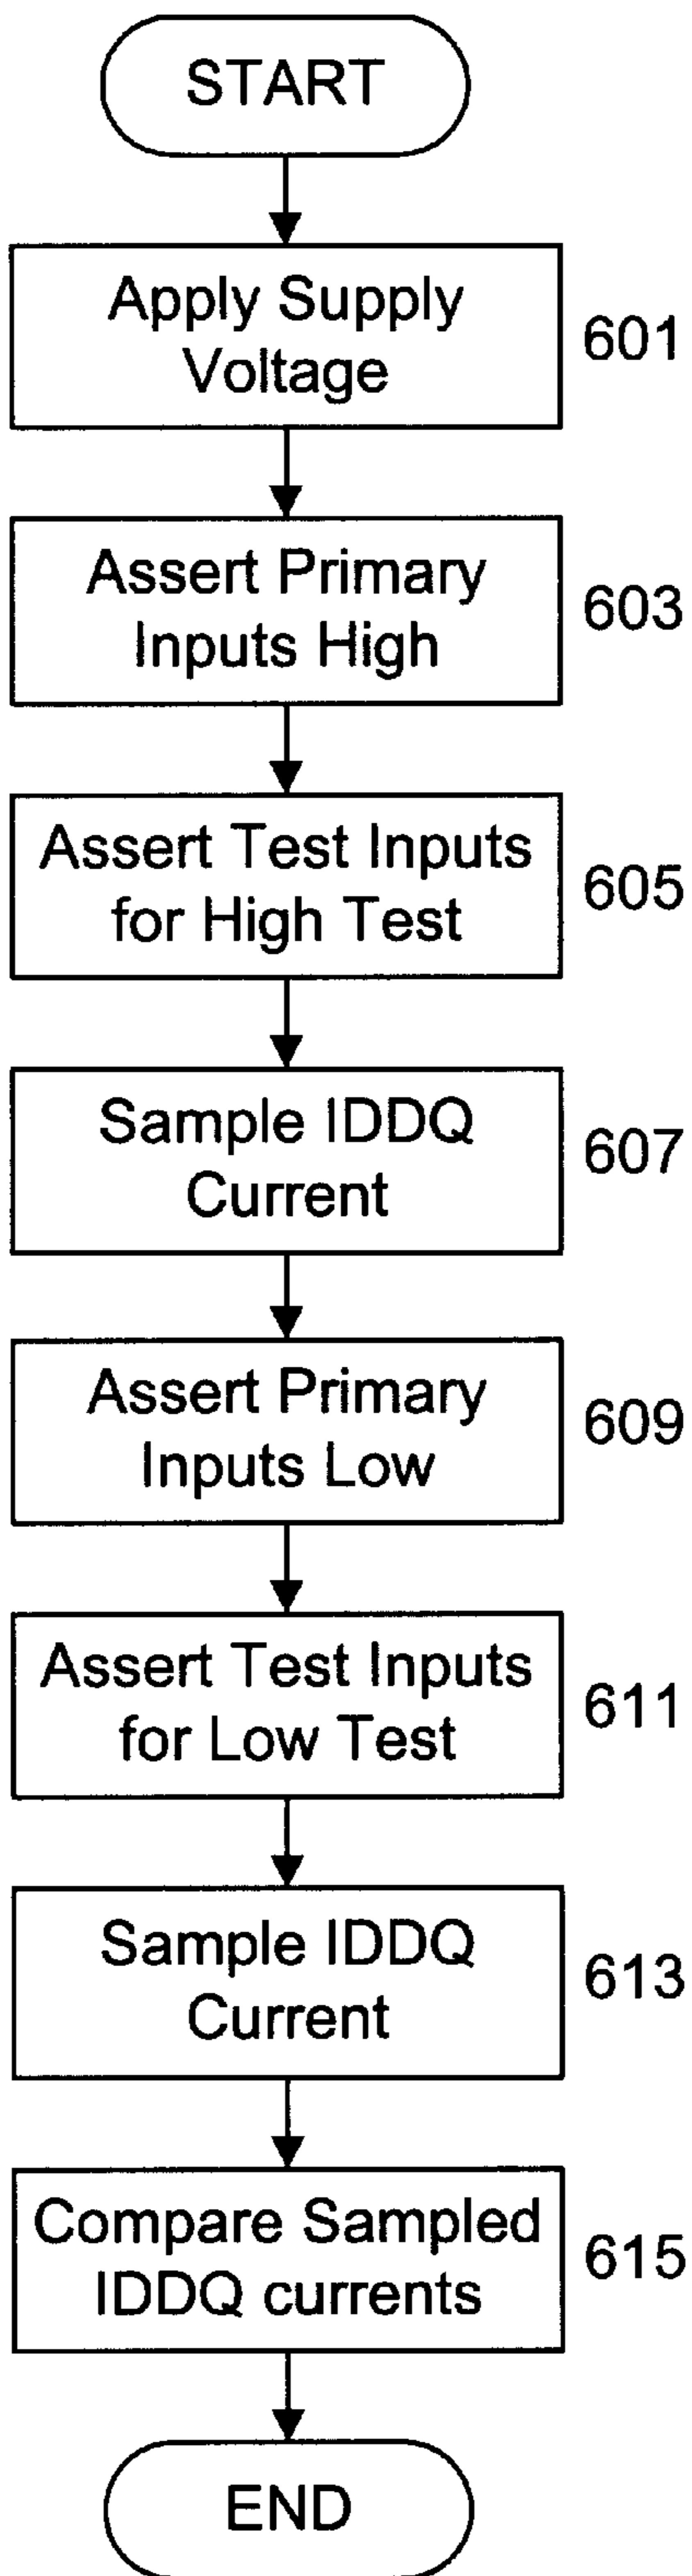 START
Apply Supply
Voltage
601
Assert Primary
Inputs High
603
Assert Test Inputs
for High Test
605
Sample IDDQ
Current
607
Assert Primary
Inputs Low
609
Assert Test Inputs
for Low Test
611
Sample IDDQ
Current
613
Compare Sampled
IDDQ currents
615
END